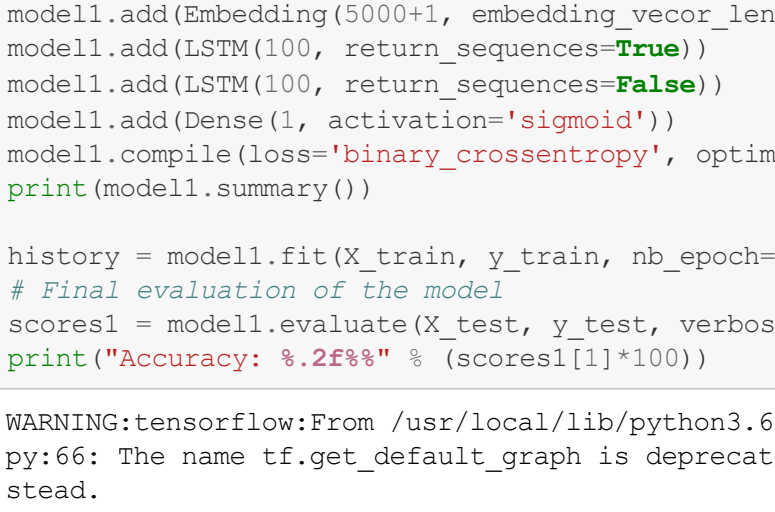 model1.add(Embedding(5000+1, embedding_vecor_len
model1.add(LSTM(100, return_sequences=True))
model1.add(LSTM(100, return_sequences=False))
model1.add(Dense(1, activation='sigmoid'))
model1.compile(loss='binary_crossentropy', optim
print(model1.summary())

history = model1.fit(X_train, y_train, nb_epoch=
# Final evaluation of the model
scores1 = model1.evaluate(X_test, y_test, verbos
print("Accuracy: %.2f%%" % (scores1[1]*100))

WARNING:tensorflow:From /usr/local/lib/python3.6
py:66: The name tf.get_default_graph is deprecat
stead.